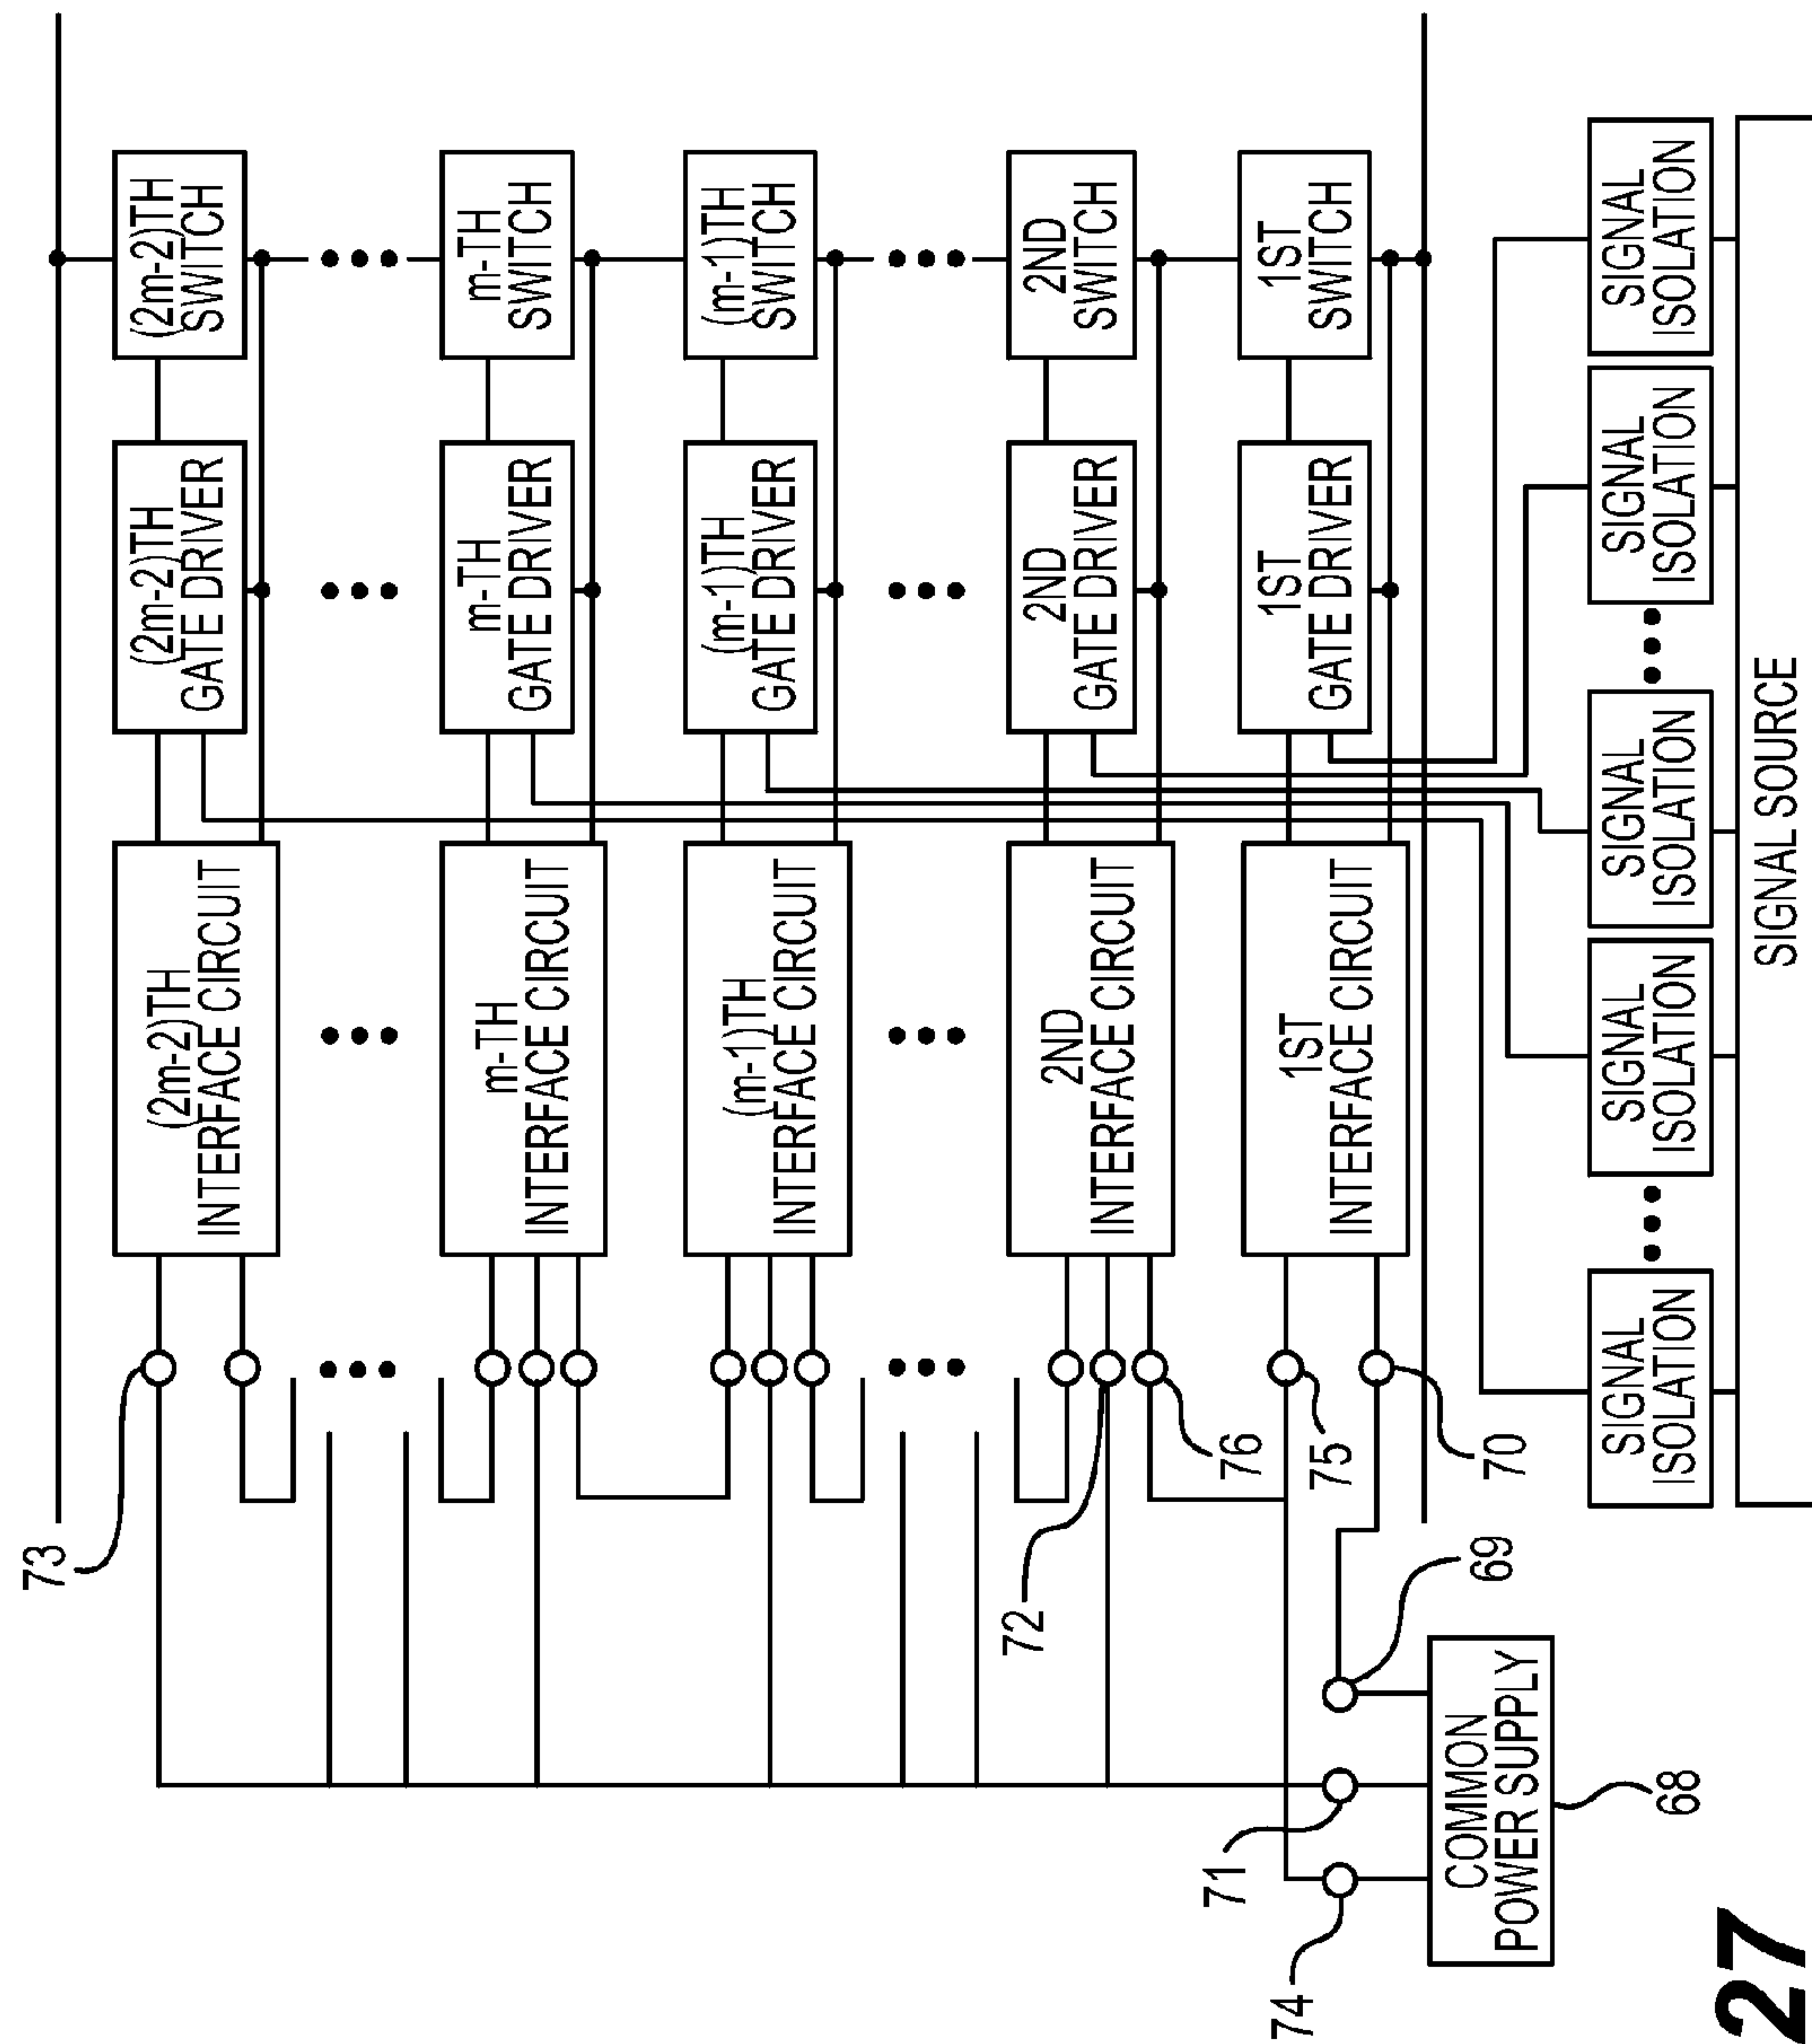 (2m-2)TH
SWITCH
m-TH
SWITCH
(m-1)TH
SWITCH
2ND
SWITCH
1ST
SWITCH
(2m-2)TH
GATE DRIVER
m-TH
GATE DRIVER
(m-1)TH
GATE DRIVER
2ND
GATE DRIVER
1ST
GATE DRIVER
(2m-2)TH
INTERFACE CIRCUIT
m-TH
INTERFACE CIRCUIT
(m-1)TH
INTERFACE CIRCUIT
2ND
INTERFACE CIRCUIT
1ST
INTERFACE CIRCUIT
SIGNAL
ISOLATION
SIGNAL
ISOLATION
SIGNAL
ISOLATION
SIGNAL
ISOLATION
SIGNAL
ISOLATION
SIGNAL SOURCE
73
72
76
75
70
69
71
74
COMMON
POWER SUPPLY
68
27